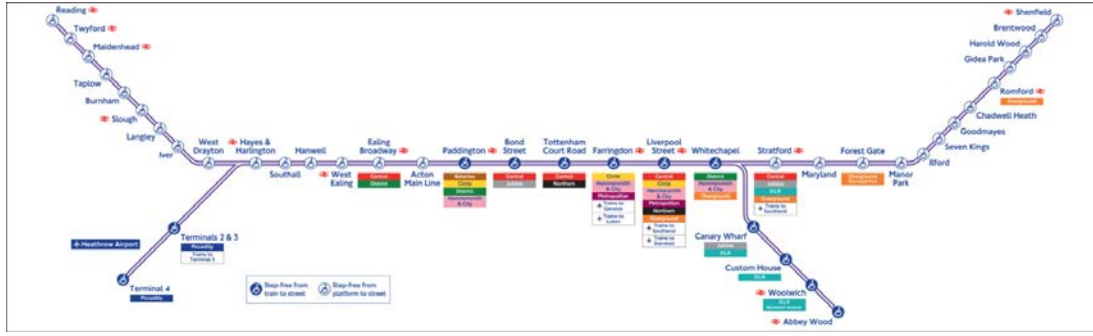 Reading
Twyford
Maidenhead
Taplow
Burnham
Slough
Langley
Iver
West
Drayton
Hayes &
Harlington
Southall
Hanwell
West
Ealing
Ealing
Broadway
Central
District
Acton
Main Line
Paddington
Bakerloo
Circle
District
Hammersmith
& City
Bond
Street
Central
Jubilee
Tottenham
Court Road
Central
Northern
Farringdon
Circle
Hammersmith
& City
Metropolitan
Trains to
Gatwick
Trains to
Luton
Liverpool
Street
Central
Circle
Hammersmith
& City
Metropolitan
Northern
Overground
Trains to
Southend
Trains to
Stansted
Whitechapel
District
Hammersmith
& City
Overground
Stratford
Central
Jubilee
DLR
Overground
Trains to
Southend
Maryland
Forest Gate
Overground
Manor
Park
Ilford
Seven Kings
Goodmayes
Chadwell Heath
Romford
Overground
Gidea Park
Harold Wood
Brentwood
Shenfield
Canary Wharf
Jubilee
DLR
Custom House
DLR
Woolwich
DLR
Abbey Wood
Heathrow Airport
Terminals 2 & 3
Piccadilly
Trains to
Terminal 5
Terminal 4
Piccadilly
Step-free from
train to street
Step-free from
platform to street